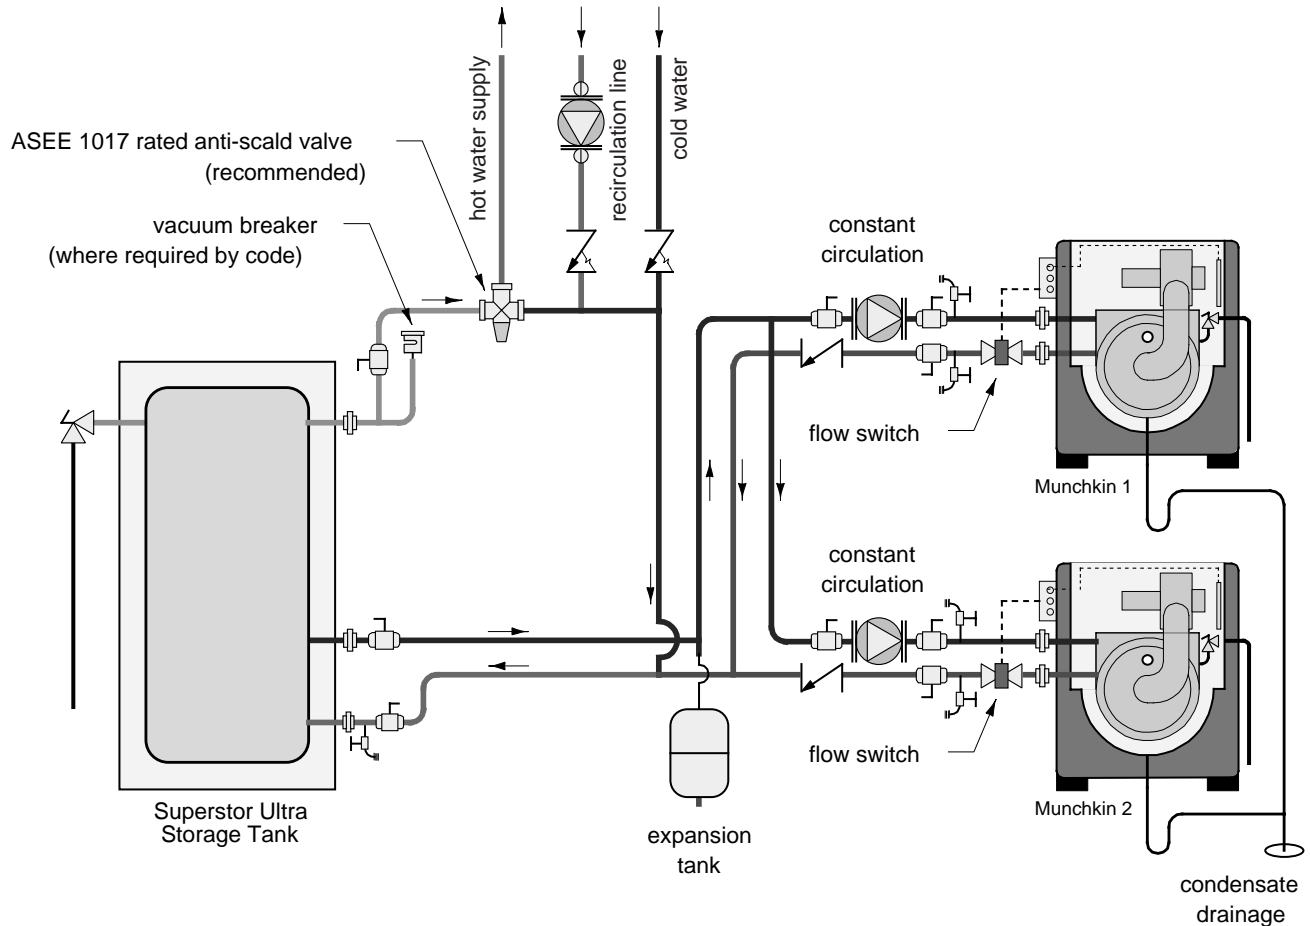 hot water supply
recirculation line
cold water
ASEE 1017 rated anti-scald valve
(recommended)
vacuum breaker
(where required by code)
constant
circulation
flow switch
Munchkin 1
constant
circulation
flow switch
Munchkin 2
Superstor Ultra
Storage Tank
expansion
tank
condensate
drainage